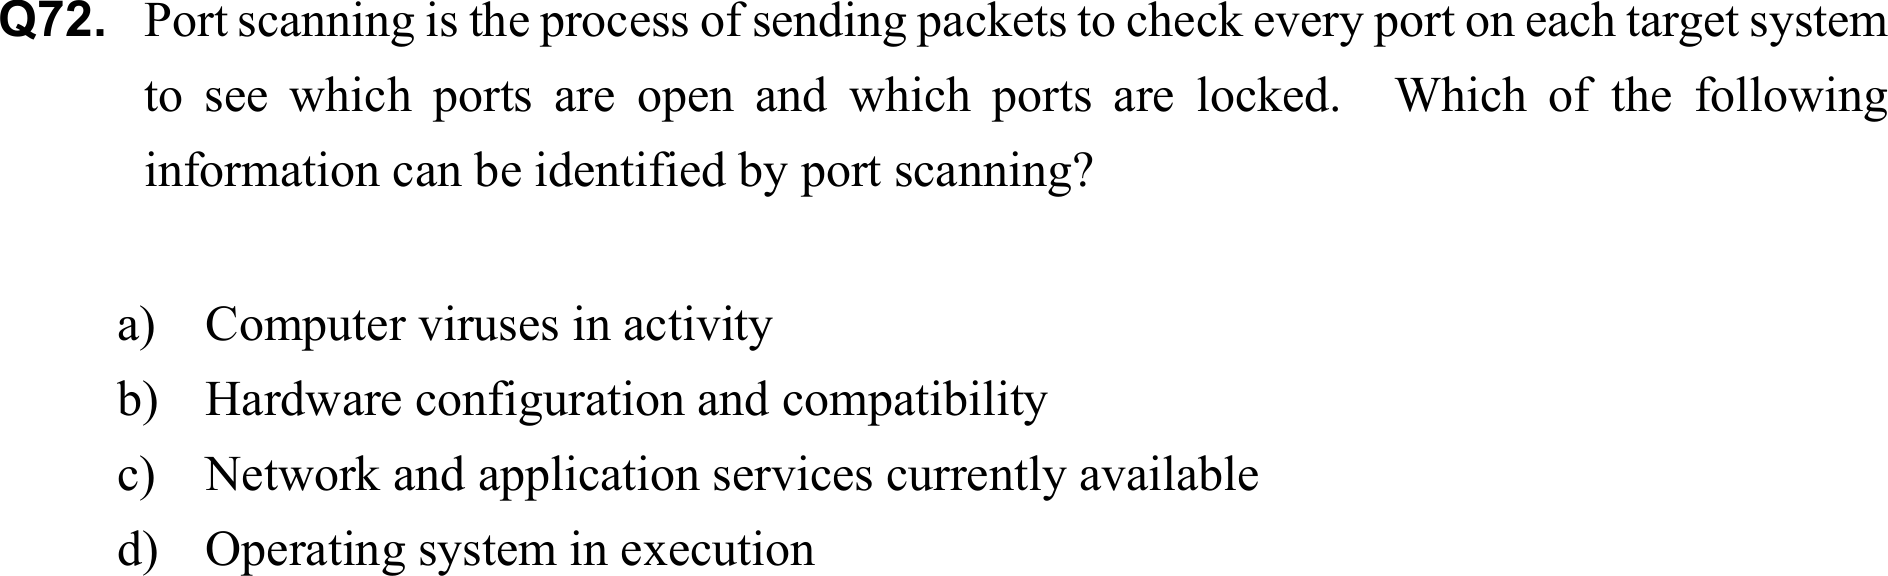 Q72. Port scanning is the process of sending packets to check every port on each target system
to see which ports are open and which ports are locked. Which of the following
information can be identified by port scanning?
a) Computer viruses in activity
b) Hardware configuration and compatibility
c) Network and application services currently available
d) Operating system in execution